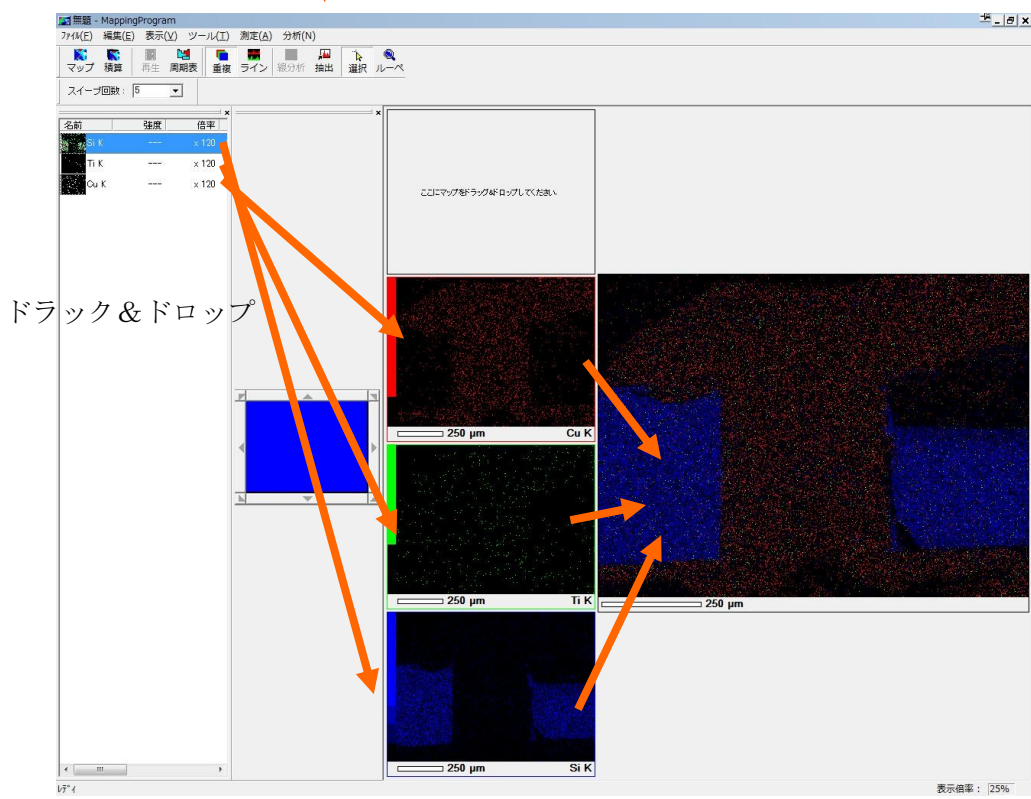 無題 - MappingProgram
ファイル(F) 編集(E) 表示(V) ツール(T) 測定(A) 分析(N)
マップ 積算 再生 周期表 重複 ライン 線分析 抽出 選択 ルーペ
スイープ回数: 5
名前 強度 倍率
Si K --- x 120
Ti K --- x 120
Cu K --- x 120
ここにマップをドラッグ&ドロップしてください.
ドラック＆ドロップ
250 μm Cu K
250 μm Ti K
250 μm
250 μm Si K
レディ 表示倍率: 25%